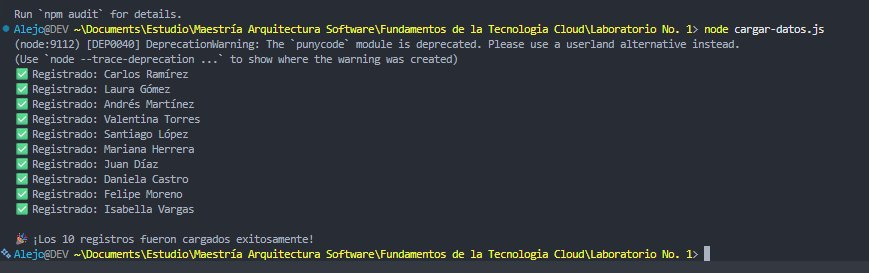 Run `npm audit` for details.
Alejo@DEV ~\Documents\Estudio\Maestría Arquitectura Software\Fundamentos de la Tecnologia Cloud\Laboratorio No. 1> node cargar-datos.js
(node:9112) [DEP0040] DeprecationWarning: The `punycode` module is deprecated. Please use a userland alternative instead.
(Use `node --trace-deprecation ...` to show where the warning was created)
✅ Registrado: Carlos Ramírez
✅ Registrado: Laura Gómez
✅ Registrado: Andrés Martínez
✅ Registrado: Valentina Torres
✅ Registrado: Santiago López
✅ Registrado: Mariana Herrera
✅ Registrado: Juan Díaz
✅ Registrado: Daniela Castro
✅ Registrado: Felipe Moreno
✅ Registrado: Isabella Vargas
🎉 ¡Los 10 registros fueron cargados exitosamente!
Alejo@DEV ~\Documents\Estudio\Maestría Arquitectura Software\Fundamentos de la Tecnologia Cloud\Laboratorio No. 1>